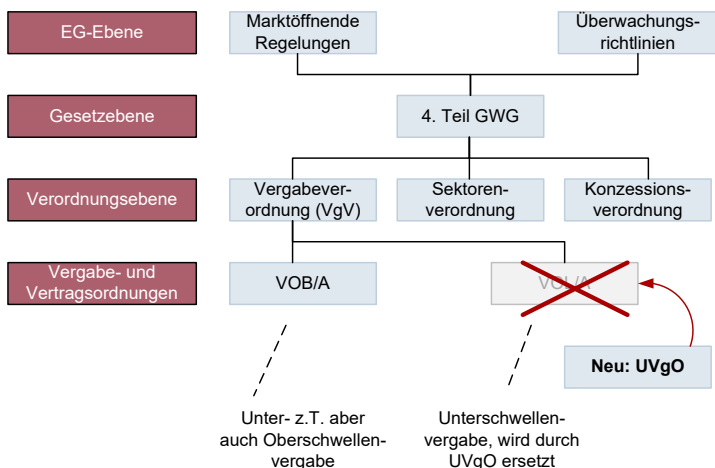 EG-Ebene
Marktöffnende
Regelungen
Überwachungs-
richtlinien
Gesetzebene
4. Teil GWG
Verordnungsebene
Vergabever-
ordnung (VgV)
Sektoren-
verordnung
Konzessions-
verordnung
Vergabe- und
Vertragsordnungen
VOB/A
VOL/A
Neu: UVgO
Unter- z.T. aber
auch Oberschwellen-
vergabe
Unterschwellen-
vergabe, wird durch
UVgO ersetzt